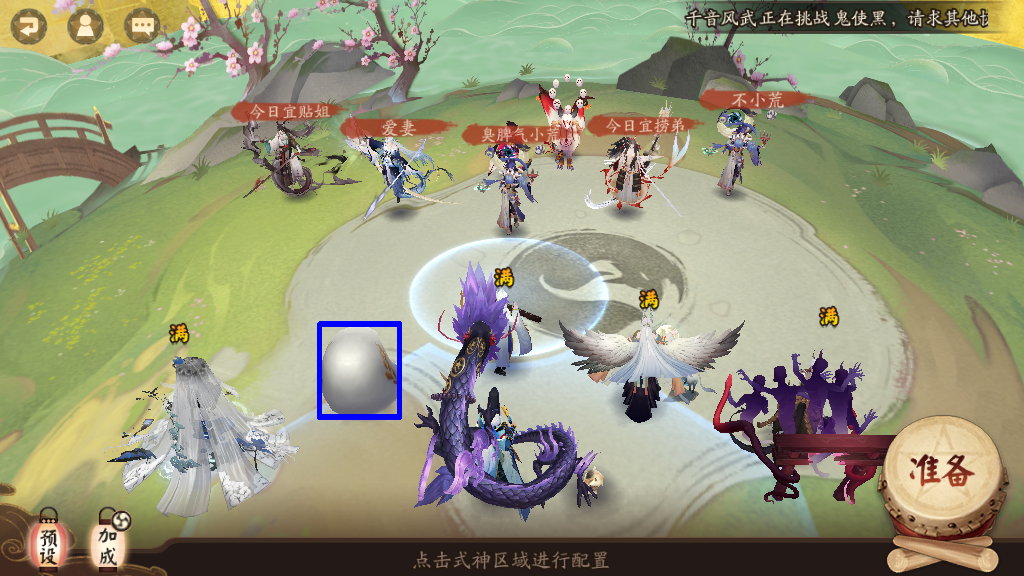 千音风武正在挑战鬼使黑，请求其他
今日宜贴姐
爱妻
臭脾气小荒
今日宜捞弟
不小荒
满
满
满
满
准备
预设
加成
点击式神区域进行配置